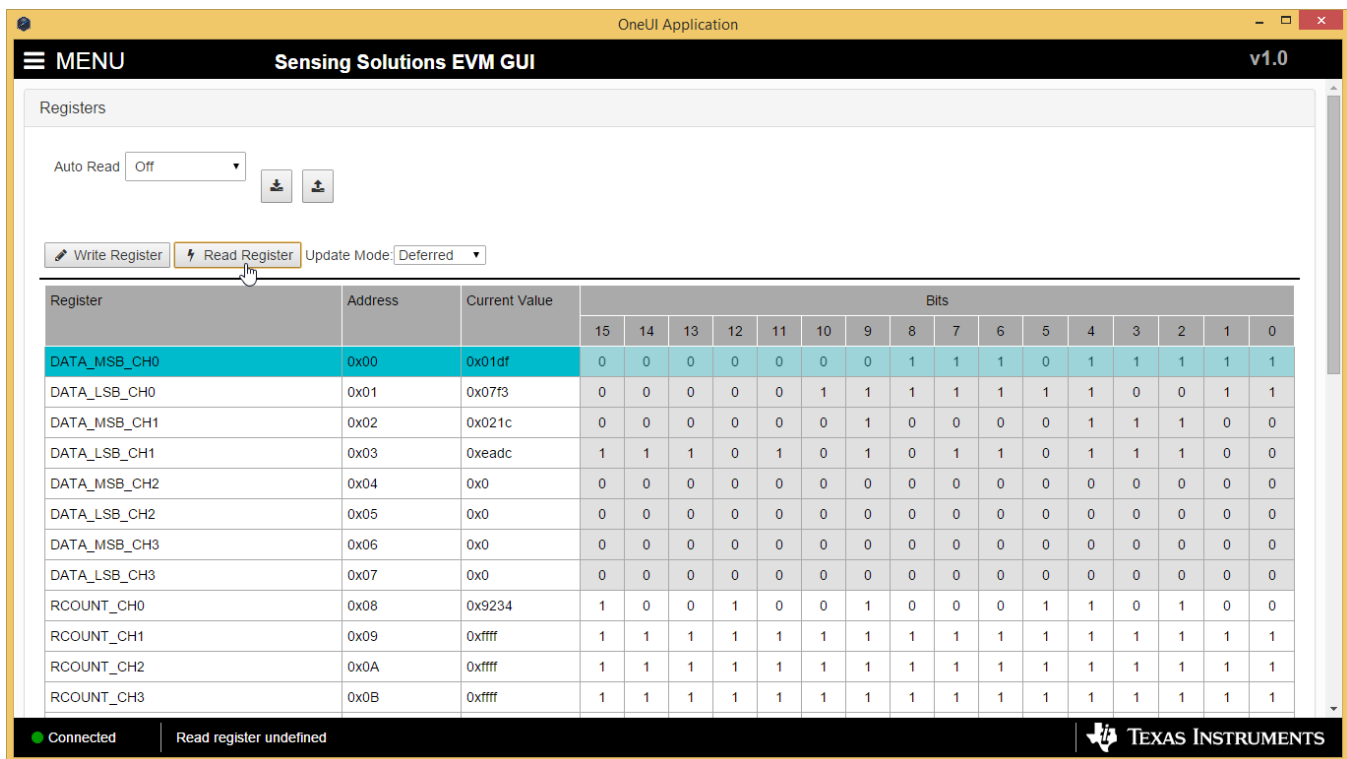 OneUI Application
MENU Sensing Solutions EVM GUI v1.0
Registers
Auto Read Off
Write Register Read Register Update Mode: Deferred
Register Address Current Value Bits
15 14 13 12 11 10 9 8 7 6 5 4 3 2 1 0
DATA_MSB_CH0 0x00 0x01df 0 0 0 0 0 0 0 1 1 1 0 1 1 1 1 1
DATA_LSB_CH0 0x01 0x07f3 0 0 0 0 0 1 1 1 1 1 1 1 0 0 1 1
DATA_MSB_CH1 0x02 0x021c 0 0 0 0 0 0 1 0 0 0 0 1 1 1 0 0
DATA_LSB_CH1 0x03 0xeadc 1 1 1 0 1 0 1 0 1 1 0 1 1 1 0 0
DATA_MSB_CH2 0x04 0x0 0 0 0 0 0 0 0 0 0 0 0 0 0 0 0 0
DATA_LSB_CH2 0x05 0x0 0 0 0 0 0 0 0 0 0 0 0 0 0 0 0 0
DATA_MSB_CH3 0x06 0x0 0 0 0 0 0 0 0 0 0 0 0 0 0 0 0 0
DATA_LSB_CH3 0x07 0x0 0 0 0 0 0 0 0 0 0 0 0 0 0 0 0 0
RCOUNT_CH0 0x08 0x9234 1 0 0 1 0 0 1 0 0 0 1 1 0 1 0 0
RCOUNT_CH1 0x09 0xffff 1 1 1 1 1 1 1 1 1 1 1 1 1 1 1 1
RCOUNT_CH2 0x0A 0xffff 1 1 1 1 1 1 1 1 1 1 1 1 1 1 1 1
RCOUNT_CH3 0x0B 0xffff 1 1 1 1 1 1 1 1 1 1 1 1 1 1 1 1
Connected Read register undefined TEXAS INSTRUMENTS